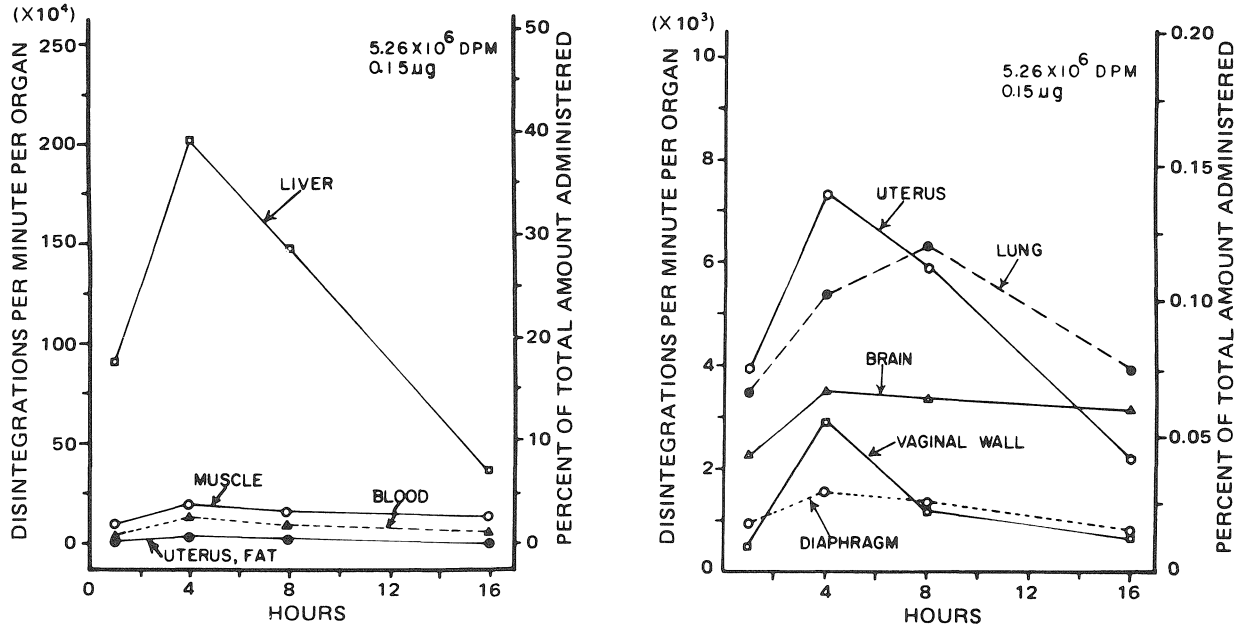 (X10⁴)
DISINTEGRATIONS PER MINUTE PER ORGAN
250
200
150
100
50
0
5.26X10⁶ DPM
0.15µg
LIVER
MUSCLE
BLOOD
UTERUS, FAT
50
40
30
20
10
0
PERCENT OF TOTAL AMOUNT ADMINISTERED
0
4
8
12
16
HOURS
(X10³)
DISINTEGRATIONS PER MINUTE PER ORGAN
10
8
6
4
2
0
5.26X10⁶ DPM
0.15µg
UTERUS
LUNG
BRAIN
VAGINAL WALL
DIAPHRAGM
0.20
0.15
0.10
0.05
0
PERCENT OF TOTAL AMOUNT ADMINISTERED
4
8
12
16
HOURS